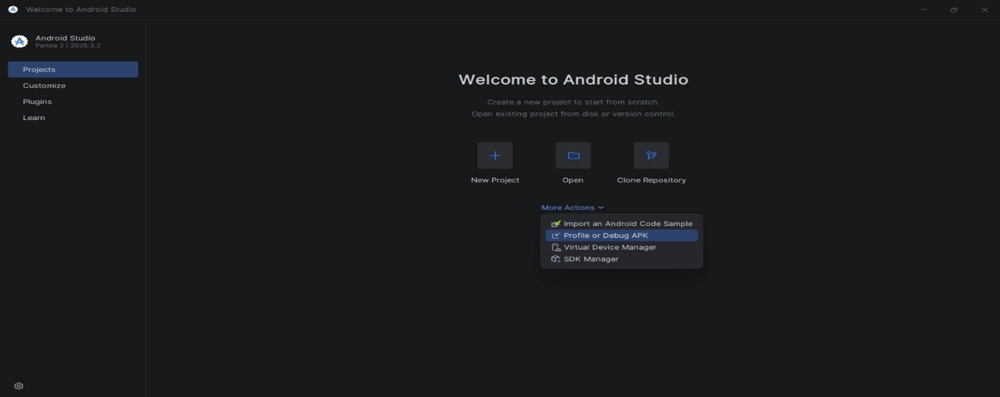 Welcome to Android Studio
Android Studio
Panda 2 | 2025.3.2
Projects
Customize
Plugins
Learn
Welcome to Android Studio
Create a new project to start from scratch.
Open existing project from disk or version control.
New Project
Open
Clone Repository
More Actions
Import an Android Code Sample
Profile or Debug APK
Virtual Device Manager
SDK Manager